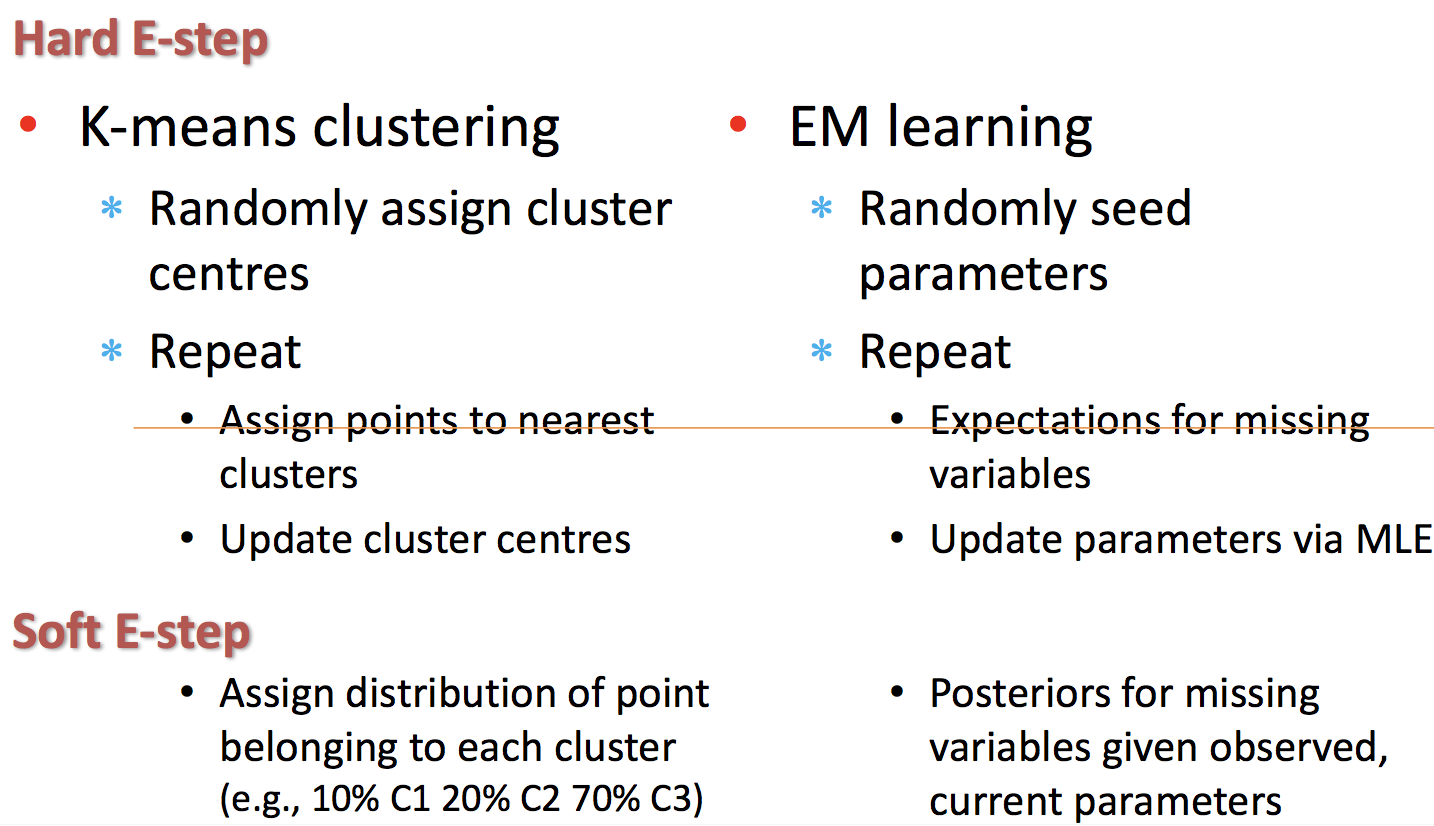 Hard E-step
• K-means clustering
* Randomly assign cluster
centres
* Repeat
• Assign points to nearest
clusters
• Update cluster centres
• EM learning
* Randomly seed
parameters
* Repeat
• Expectations for missing
variables
• Update parameters via MLE
Soft E-step
• Assign distribution of point
belonging to each cluster
(e.g., 10% C1 20% C2 70% C3)
• Posteriors for missing
variables given observed,
current parameters